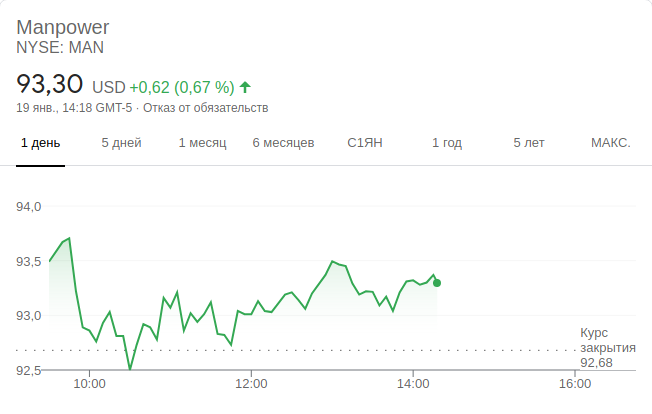 Manpower
NYSE: MAN
93,30 USD +0,62 (0,67 %)
19 янв., 14:18 GMT-5 · Отказ от обязательств
1 день 5 дней 1 месяц 6 месяцев С1ЯН 1 год 5 лет МАКС.
94,0
93,5
93,0
Курс
закрытия
92,68
92,5
10:00 12:00 14:00 16:00